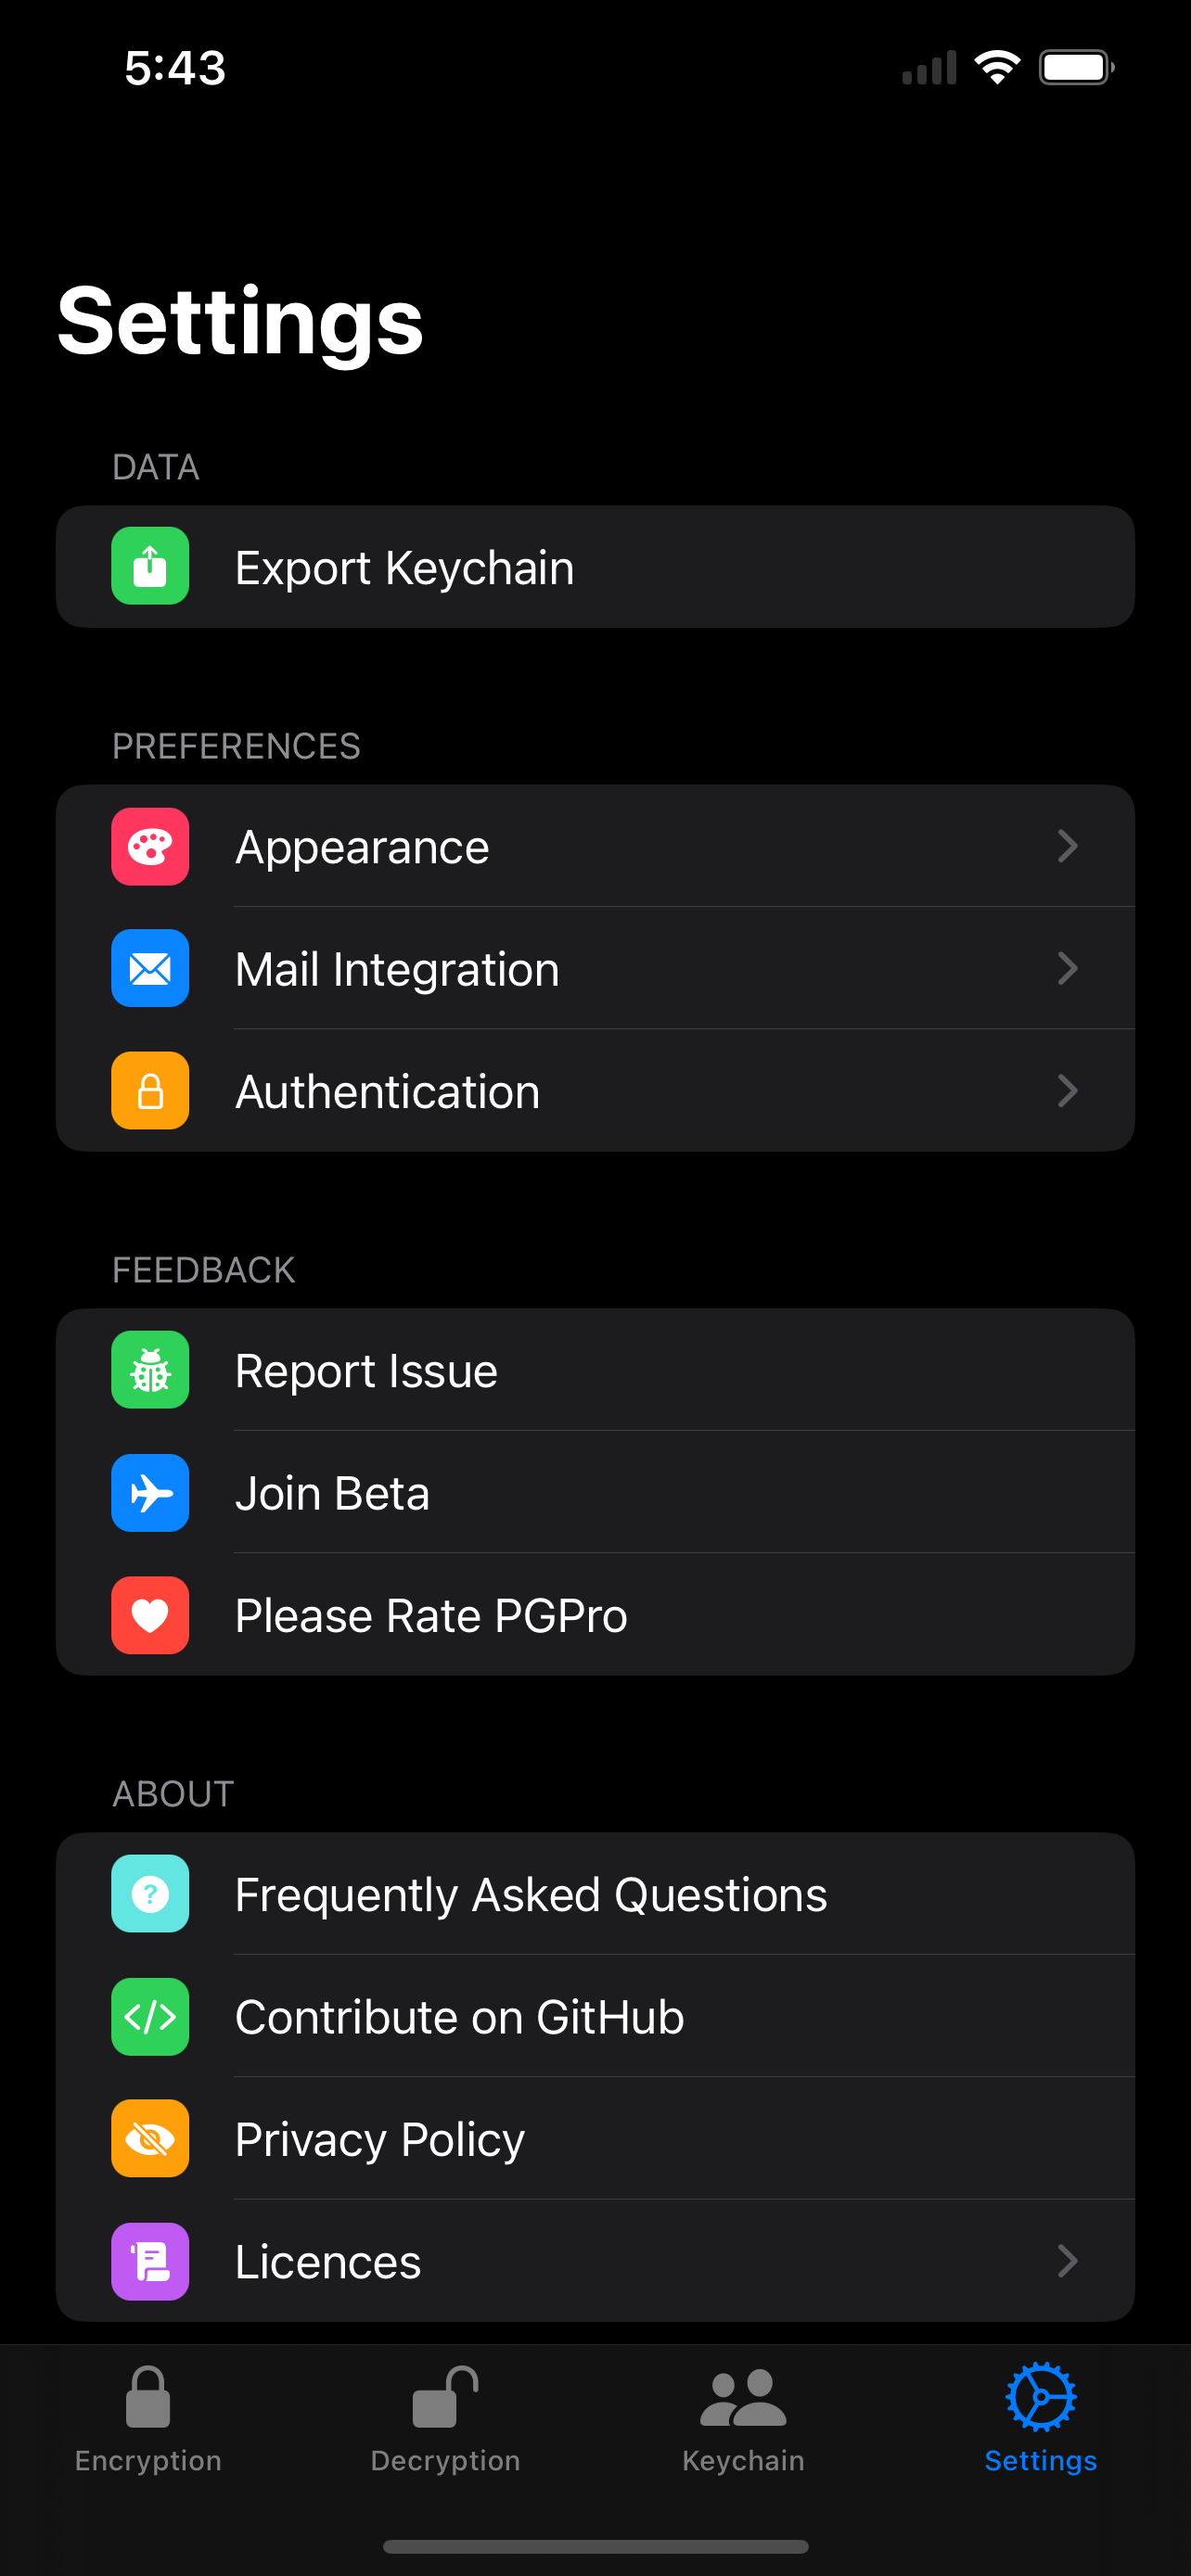 5:43
Settings
DATA
Export Keychain
PREFERENCES
Appearance
Mail Integration
Authentication
FEEDBACK
Report Issue
Join Beta
Please Rate PGPro
ABOUT
Frequently Asked Questions
Contribute on GitHub
Privacy Policy
Licences
Encryption Decryption Keychain Settings